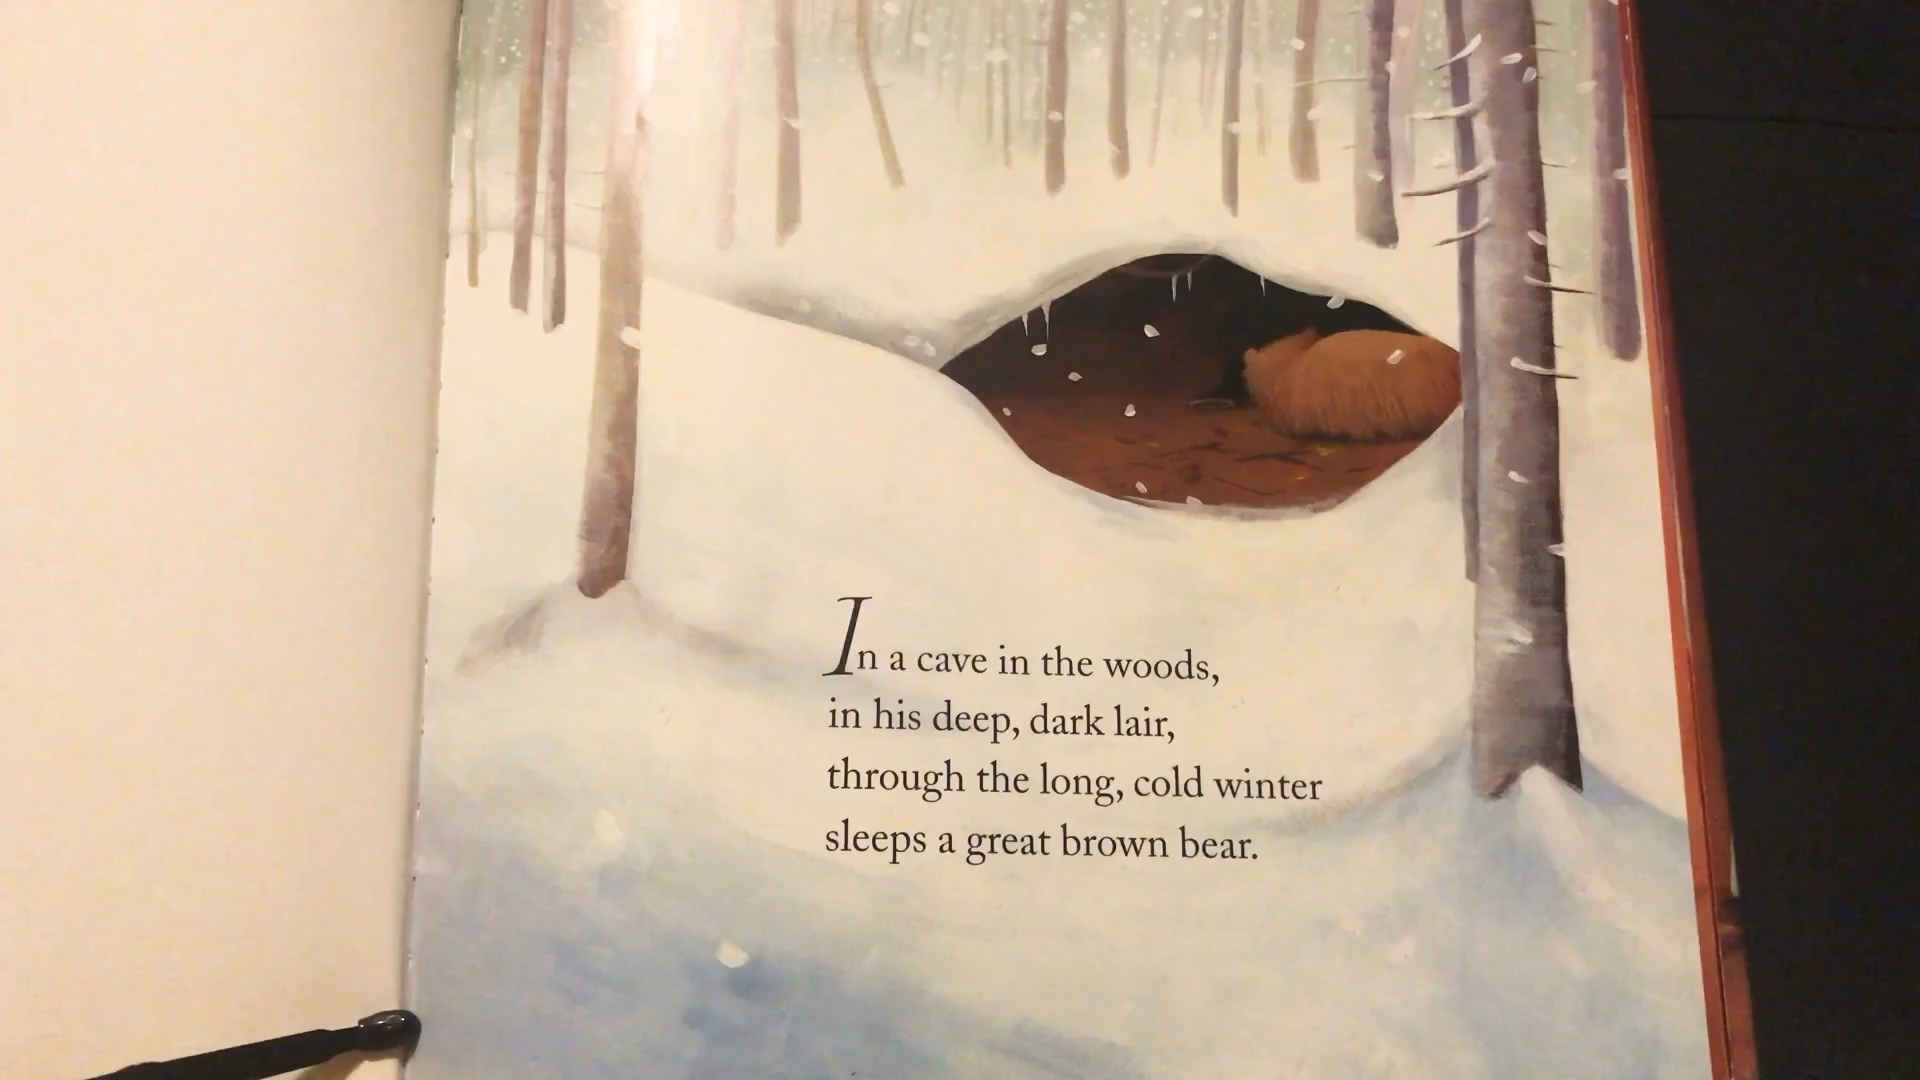 In a cave in the woods,
in his deep, dark lair,
through the long, cold winter
sleeps a great brown bear.